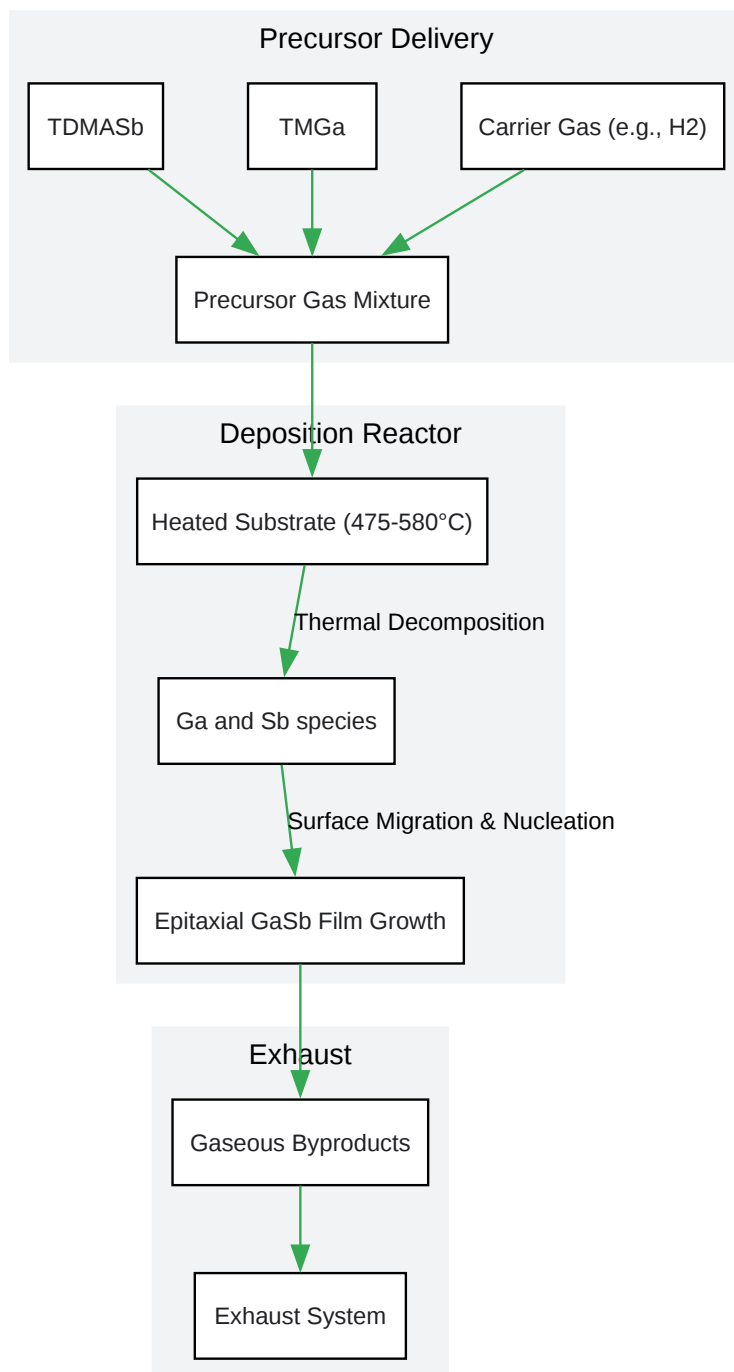 Precursor Delivery
TDMASb
TMGa
Carrier Gas (e.g., H2)
Precursor Gas Mixture
Deposition Reactor
Heated Substrate (475-580°C)
Thermal Decomposition
Ga and Sb species
Surface Migration & Nucleation
Epitaxial GaSb Film Growth
Exhaust
Gaseous Byproducts
Exhaust System